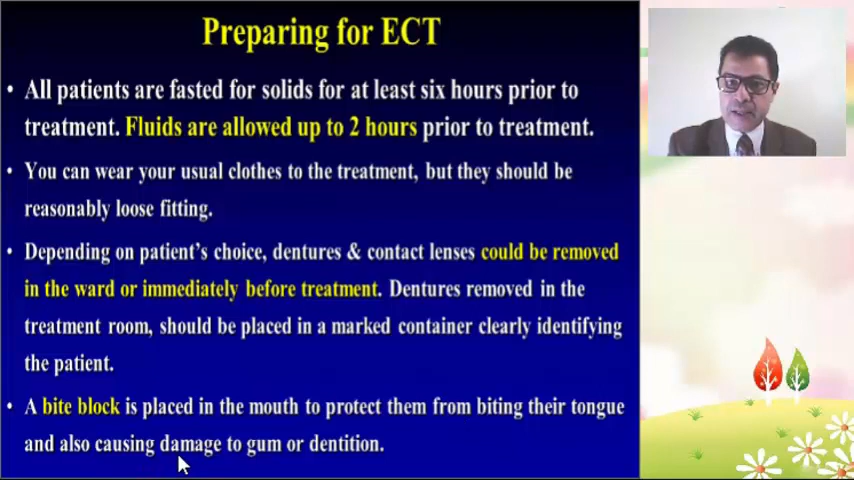 Preparing for ECT
• All patients are fasted for solids for at least six hours prior to
treatment. Fluids are allowed up to 2 hours prior to treatment.
• You can wear your usual clothes to the treatment, but they should be
reasonably loose fitting.
• Depending on patient's choice, dentures & contact lenses could be removed
in the ward or immediately before treatment. Dentures removed in the
treatment room, should be placed in a marked container clearly identifying
the patient.
• A bite block is placed in the mouth to protect them from biting their tongue
and also causing damage to gum or dentition.